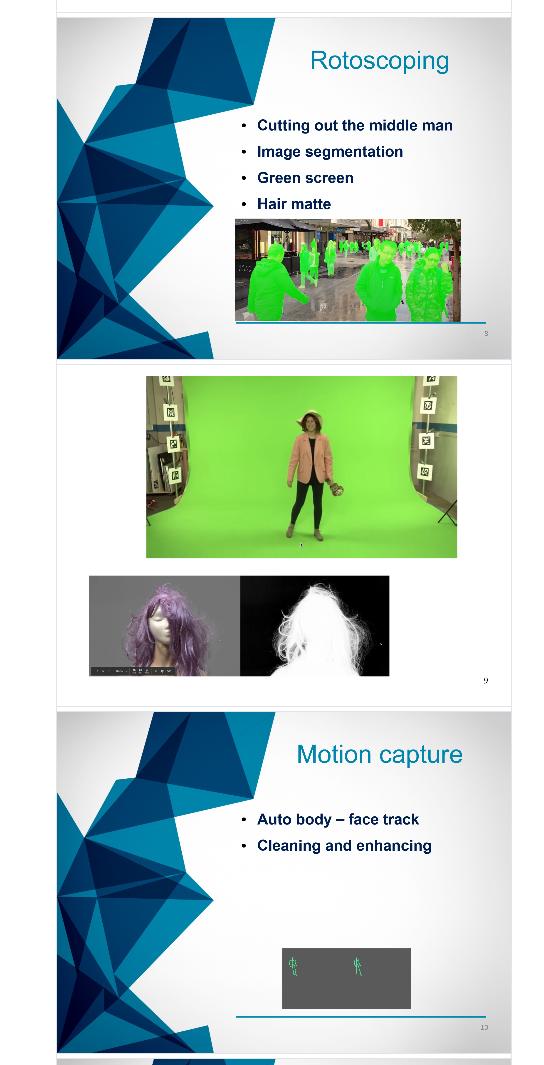 Rotoscoping
• Cutting out the middle man
• Image segmentation
• Green screen
• Hair matte
8
9
Motion capture
• Auto body – face track
• Cleaning and enhancing
10